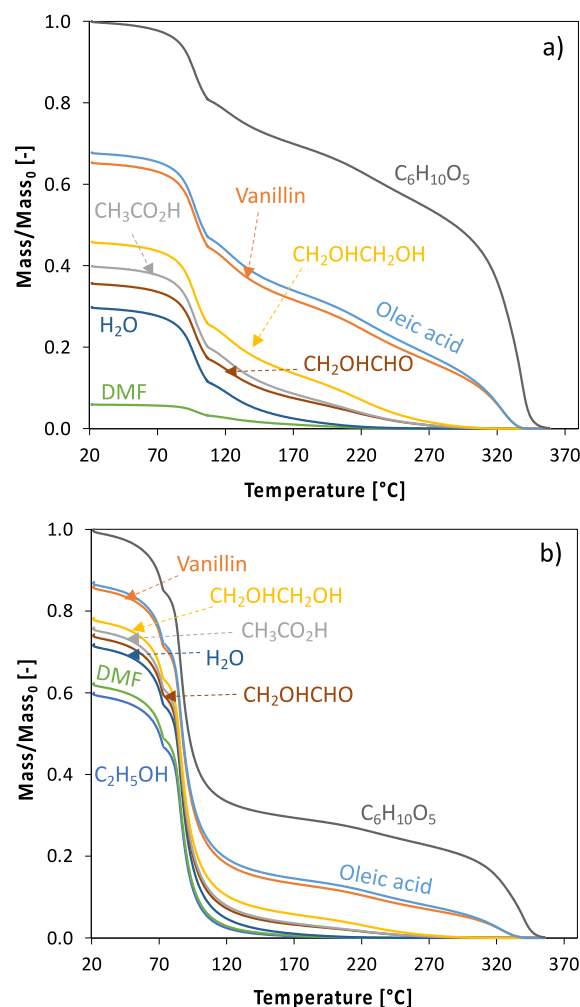 a)
1.0
0.8
0.6
0.4
0.2
0.0
Mass/Mass₀ [-]
C₆H₁₀O₅
Vanillin
CH₃CO₂H
CH₂OHCH₂OH
Oleic acid
H₂O
CH₂OHCHO
DMF
20 70 120 170 220 270 320 370
Temperature [°C]
b)
1.0
0.8
0.6
0.4
0.2
0.0
Mass/Mass₀ [-]
Vanillin
CH₂OHCH₂OH
CH₃CO₂H
H₂O
DMF
CH₂OHCHO
C₂H₅OH
C₆H₁₀O₅
Oleic acid
20 70 120 170 220 270 320 370
Temperature [°C]